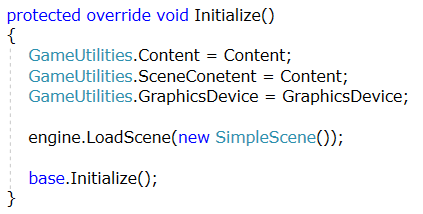 protected override void Initialize()
{
GameUtilities.Content = Content;
GameUtilities.SceneConetent = Content;
GameUtilities.GraphicsDevice = GraphicsDevice;
engine.LoadScene(new SimpleScene());
base.Initialize();
}